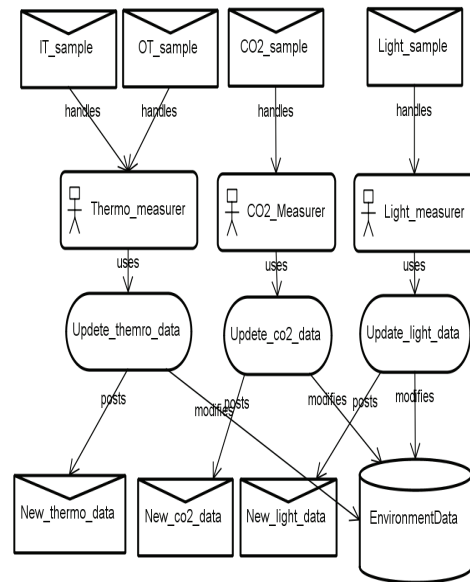 IT_sample
OT_sample
CO2_sample
Light_sample
handles
handles
handles
handles
Thermo_measurer
CO2_Measurer
Light_measurer
uses
uses
uses
Updete_themro_data
Updete_co2_data
Update_light_data
posts
modifies
posts
modifies
posts
modifies
New_thermo_data
New_co2_data
New_light_data
EnvironmentData